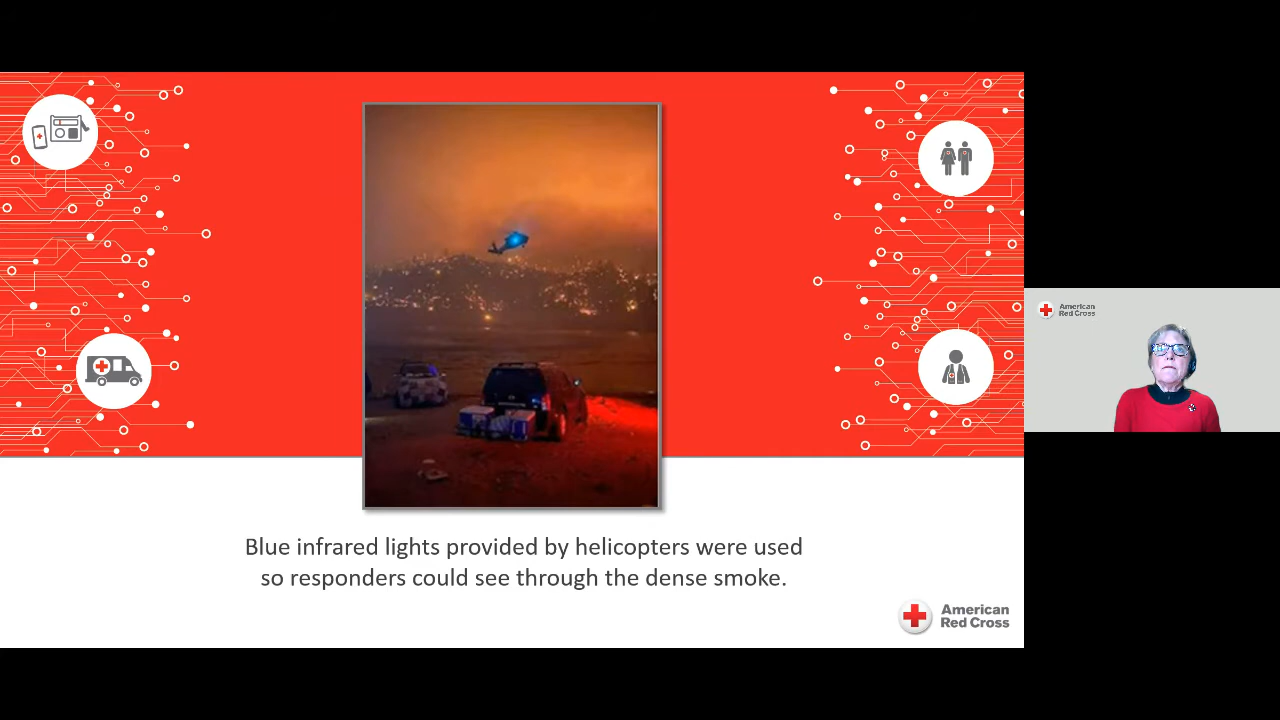 Blue infrared lights provided by helicopters were used
so responders could see through the dense smoke.
American
Red Cross
American
Red Cross